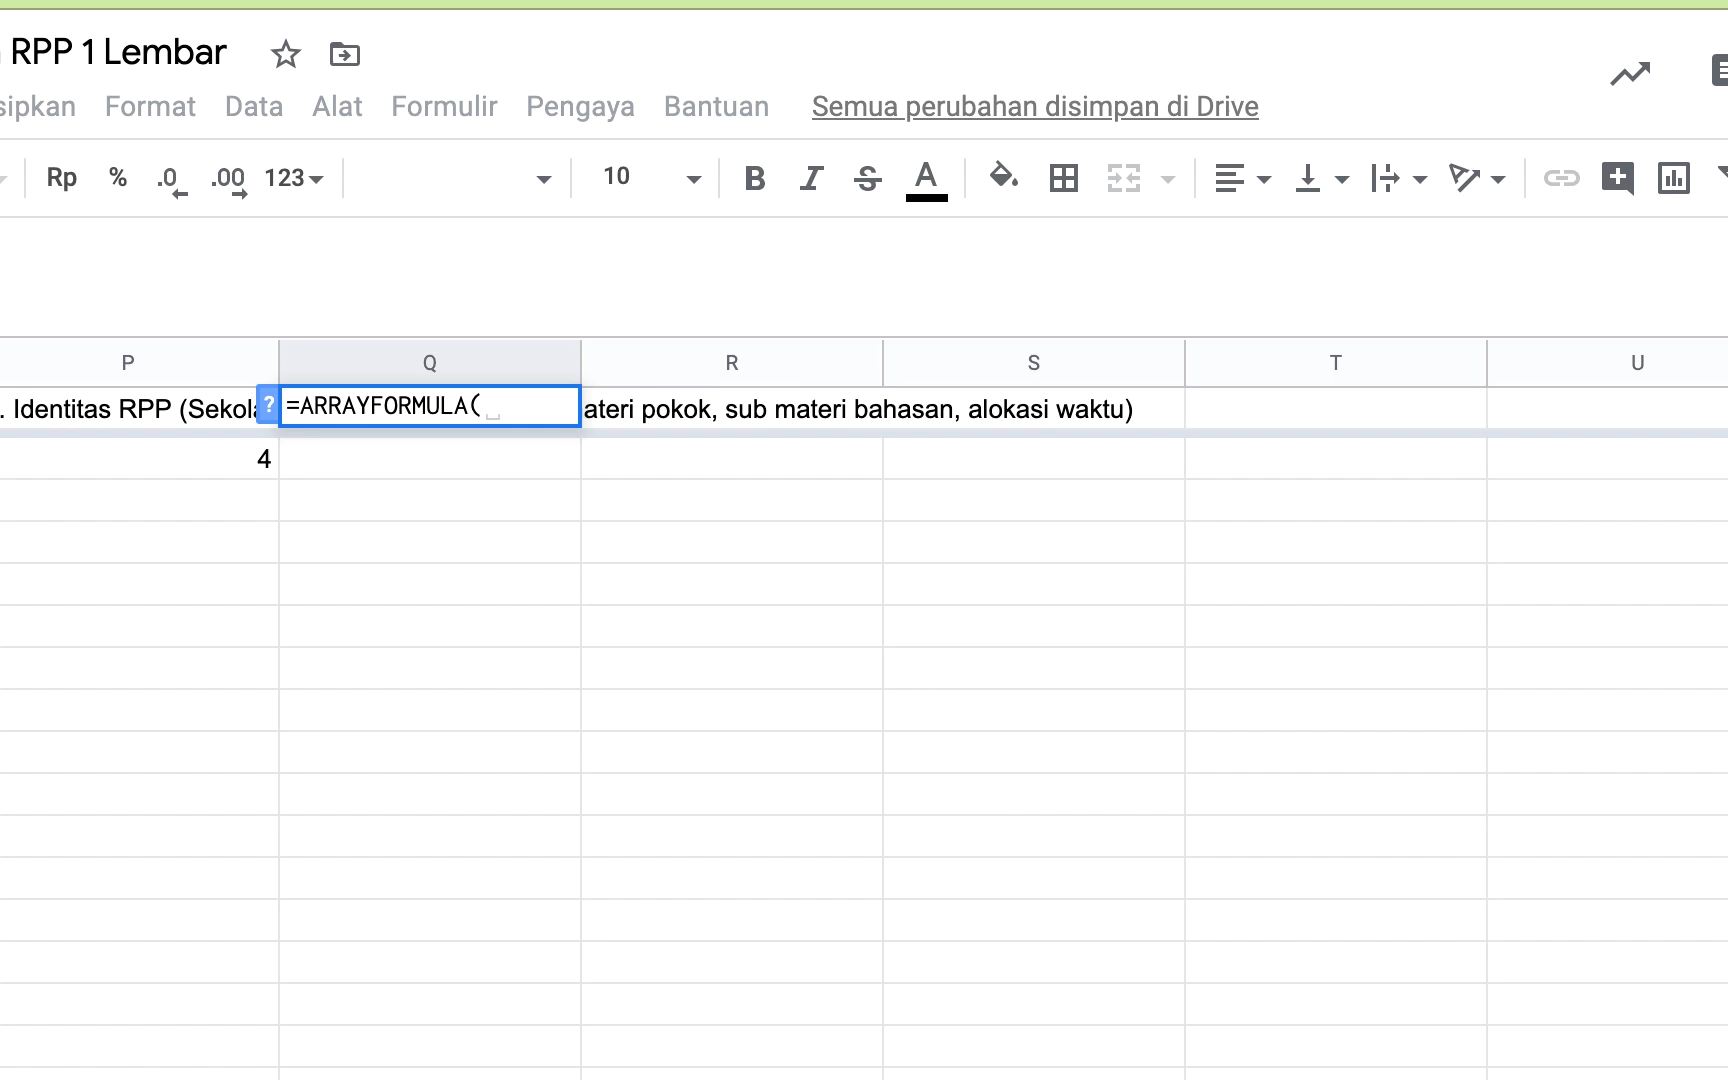 RPP 1 Lembar
sipkan Format Data Alat Formulir Pengaya Bantuan Semua perubahan disimpan di Drive
Rp % .0 .00 123 10 B I S A
P Q R S T U
. Identitas RPP (Sekol ? =ARRAYFORMULA( ateri pokok, sub materi bahasan, alokasi waktu)
4